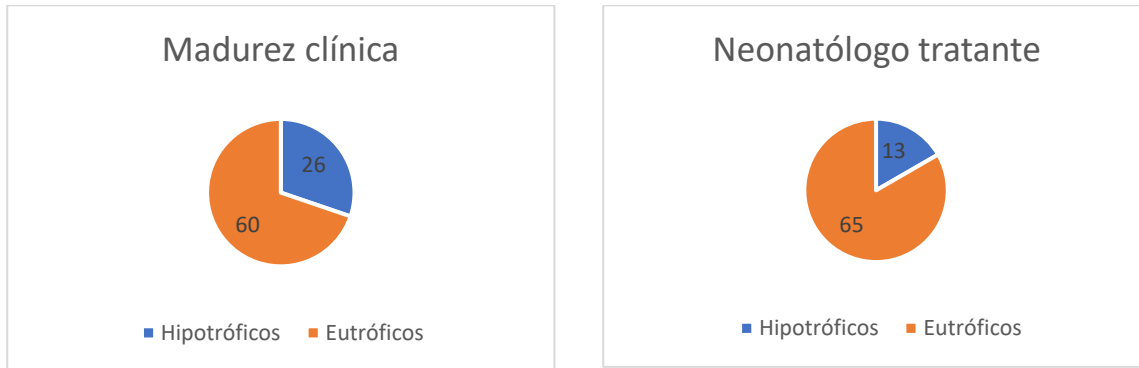 Madurez clínica
26
60
Hipotróficos Eutróficos
Neonatólogo tratante
13
65
Hipotróficos Eutróficos